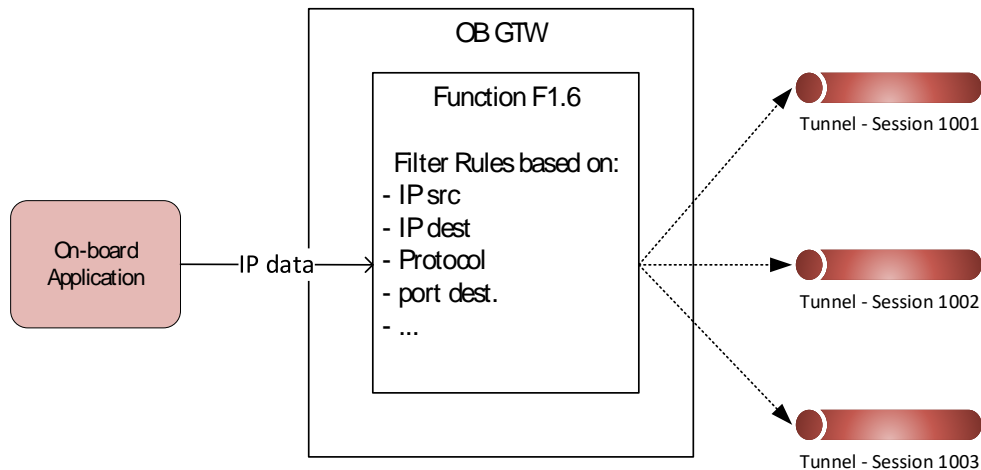 OB GTW
Function F1.6
Filter Rules based on:
- IP src
- IP dest
- Protocol
- port dest.
- ...
On-board
Application
IP data
Tunnel - Session 1001
Tunnel - Session 1002
Tunnel - Session 1003